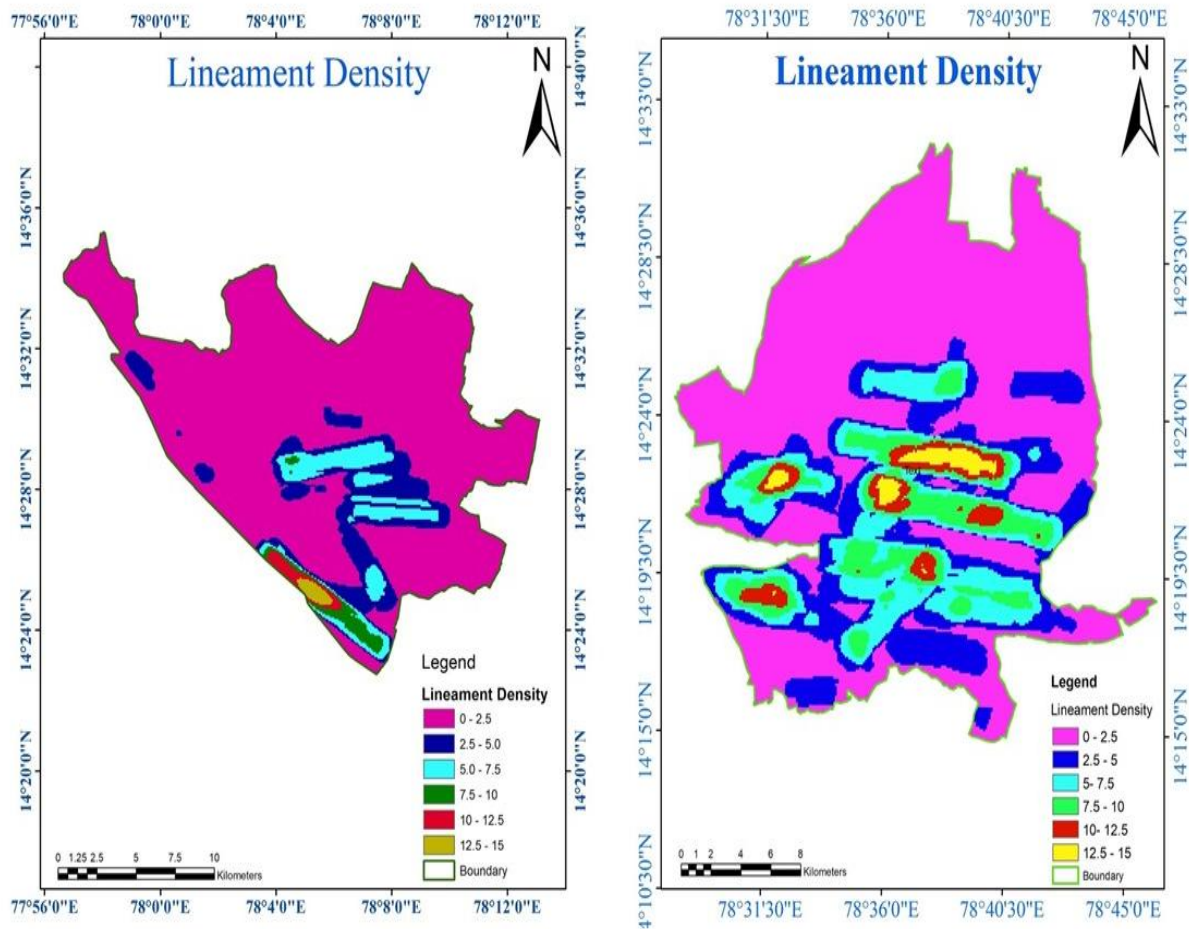 77°56'0"E 78°0'0"E 78°4'0"E 78°8'0"E 78°12'0"E
Lineament Density
N
14°40'0"N
14°36'0"N
14°32'0"N
14°28'0"N
14°24'0"N
14°20'0"N
14°36'0"N
14°32'0"N
14°28'0"N
14°24'0"N
14°20'0"N
Legend
Lineament Density
0 - 2.5
2.5 - 5.0
5.0 - 7.5
7.5 - 10
10 - 12.5
12.5 - 15
Boundary
0 1.25 2.5 5 7.5 10
Kilometers
77°56'0"E 78°0'0"E 78°4'0"E 78°8'0"E 78°12'0"E
78°31'30"E 78°36'0"E 78°40'30"E 78°45'0"E
Lineament Density
N
14°33'0"N
14°28'30"N
14°24'0"N
14°19'30"N
14°15'0"N
14°10'30"N
14°33'0"N
14°28'30"N
14°24'0"N
14°19'30"N
14°15'0"N
Legend
Lineament Density
0 - 2.5
2.5 - 5
5- 7.5
7.5 - 10
10- 12.5
12.5 - 15
Boundary
0 1 2 4 6 8
Kilometers
78°31'30"E 78°36'0"E 78°40'30"E 78°45'0"E